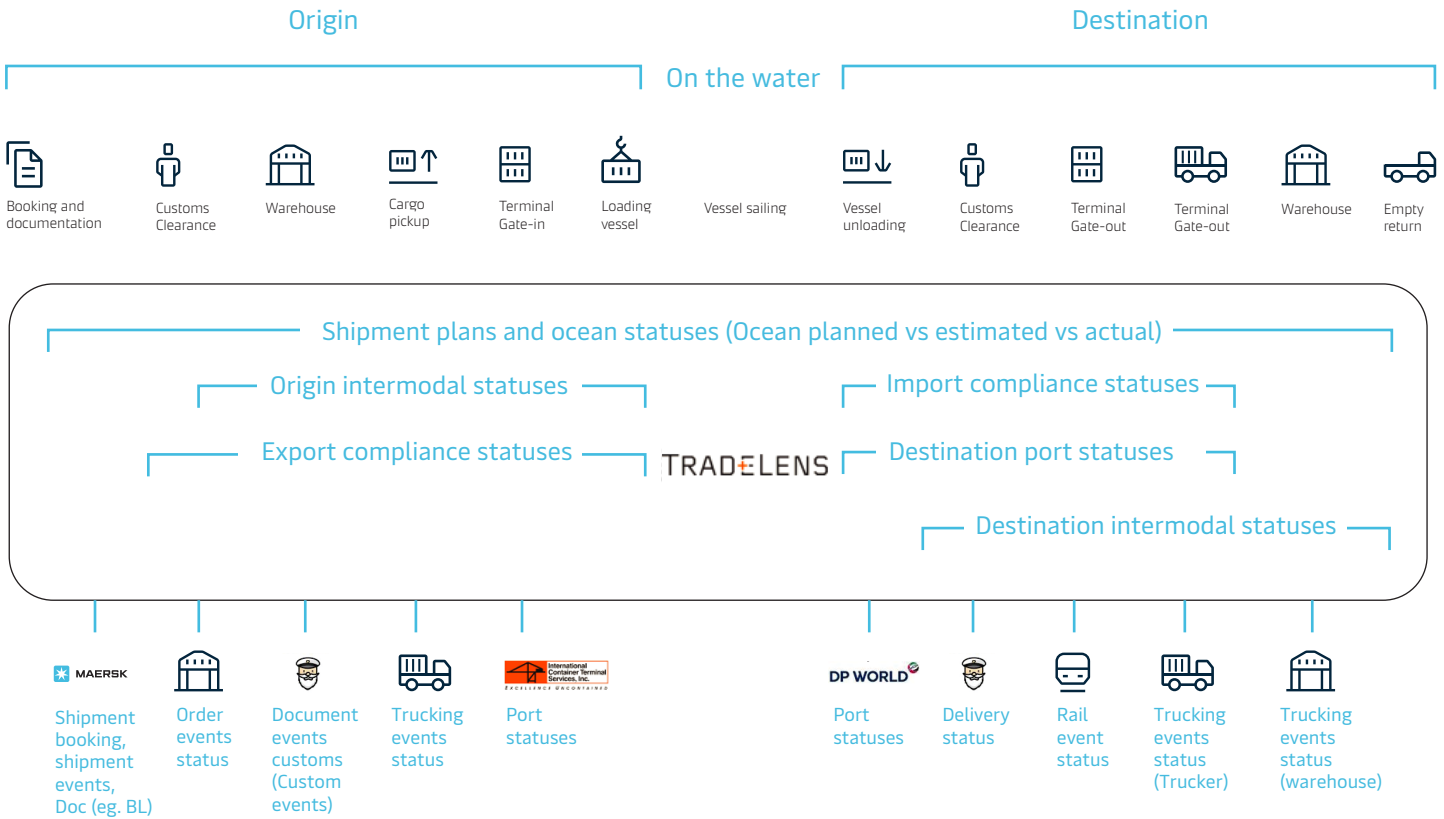 Origin
Destination
On the water
Booking and
documentation
Customs
Clearance
Warehouse
Cargo
pickup
Terminal
Gate-in
Loading
vessel
Vessel sailing
Vessel
unloading
Customs
Clearance
Terminal
Gate-out
Terminal
Gate-out
Warehouse
Empty
return
Shipment plans and ocean statuses (Ocean planned vs estimated vs actual)
Origin intermodal statuses
Import compliance statuses
Export compliance statuses
TRADELENS
Destination port statuses
Destination intermodal statuses
MAERSK
Shipment
booking,
shipment
events,
Doc (eg. BL)
Order
events
status
Document
events
customs
(Custom
events)
Trucking
events
status
International
Container Terminal
Services, Inc.
EXCELLENCE UNCONTAINED
Port
statuses
DP WORLD
Port
statuses
Delivery
status
Rail
event
status
Trucking
events
status
(Trucker)
Trucking
events
status
(warehouse)